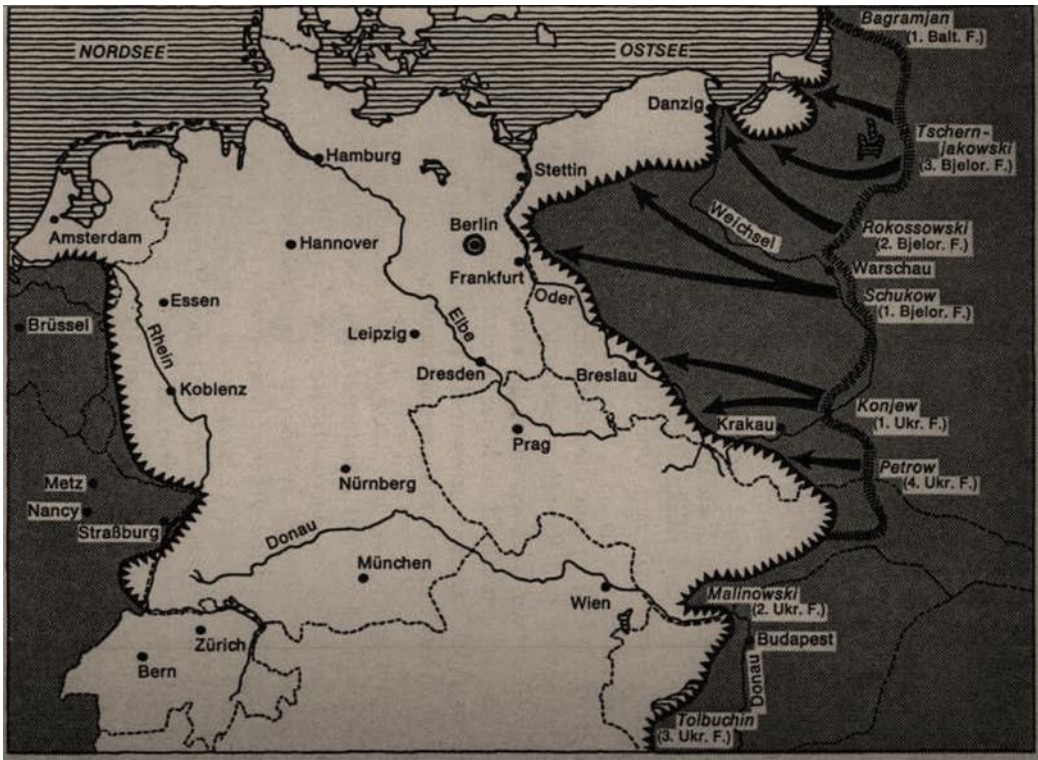 Bagramjan
(1. Balt. F.)
NORDSEE
OSTSEE
Danzig
Tschern-
jakowski
(3. Bjelor. F.)
Hamburg
Stettin
Weichsel
Rokossowski
(2. Bjelor. F.)
Amsterdam
Hannover
Berlin
Frankfurt
Warschau
Oder
Schukow
(1. Bjelor. F.)
Essen
Brüssel
Rhein
Leipzig
Elbe
Dresden
Breslau
Koblenz
Konjew
(1. Ukr. F.)
Krakau
Prag
Petrow
(4. Ukr. F.)
Metz
Nürnberg
Nancy
Straßburg
Donau
München
Wien
Malinowski
(2. Ukr. F.)
Budapest
Zürich
Bern
Donau
Tolbuchin
(3. Ukr. F.)